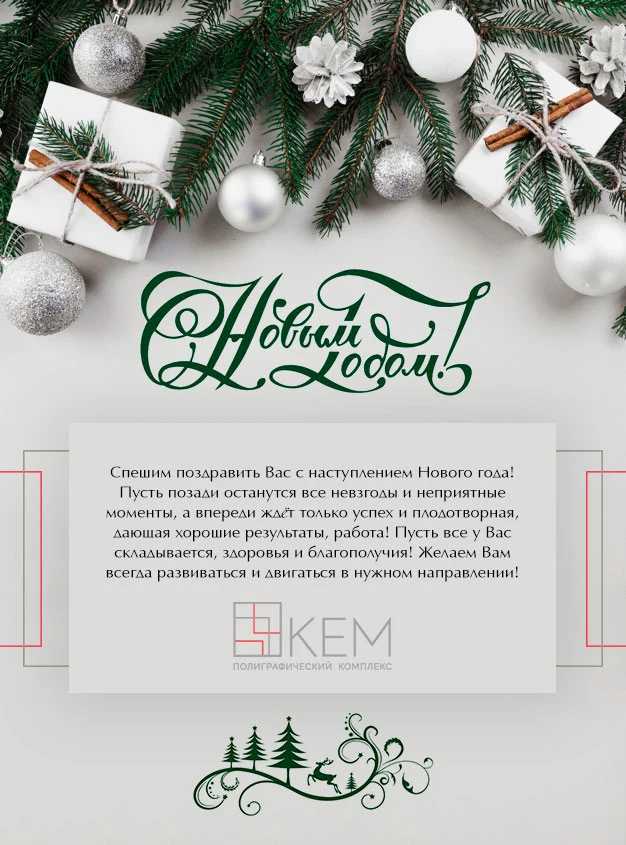 С Новым Годом!
Спешим поздравить Вас с наступлением Нового года!
Пусть позади останутся все невзгоды и неприятные
моменты, а впереди ждёт только успех и плодотворная,
дающая хорошие результаты, работа! Пусть все у Вас
складывается, здоровья и благополучия! Желаем Вам
всегда развиваться и двигаться в нужном направлении!
КЕМ
ПОЛИГРАФИЧЕСКИЙ КОМПЛЕКС